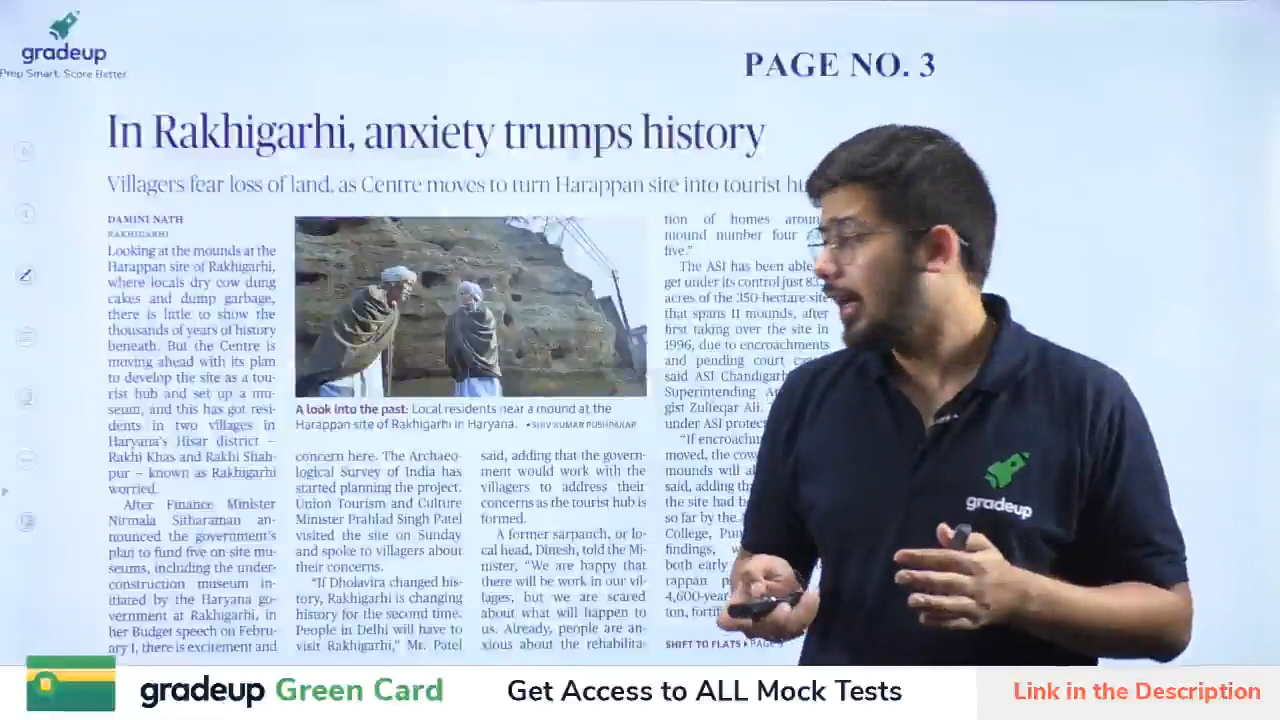 gradeup
Prep Smart. Score Better
PAGE NO. 3
In Rakhigarhi, anxiety trumps history
Villagers fear loss of land, as Centre moves to turn Harappan site into tourist
DAMINI NATH
RAKHIGARHI
Looking at the mounds at the
Harappan site of Rakhigarhi,
where locals dry cow dung
cakes and dump garbage,
there is little to show the
thousands of years of history
beneath. But the Centre is
moving ahead with its plan
to develop the site as a tou-
rist hub and set up a mu-
seum, and this has got resi-
dents in two villages in
Haryana's Hisar district –
Rakhi Khas and Rakhi Shah-
pur – known as Rakhigarhi
worried.
After Finance Minister
Nirmala Sitharaman an-
nounced the government's
plan to fund five on-site mu-
seums, including the under-
construction museum in-
itiated by the Haryana go-
vernment at Rakhigarhi, in
her Budget speech on Febru-
ary 1, there is excitement and
A look into the past: Local residents near a mound at the
Harappan site of Rakhigarhi in Haryana. • SHIV KUMAR PUSHPAKAR
concern here. The Archaeo-
logical Survey of India has
started planning the project.
Union Tourism and Culture
Minister Prahlad Singh Patel
visited the site on Sunday
and spoke to villagers about
their concerns.
"If Dholavira changed his-
tory, Rakhigarhi is changing
history for the second time.
People in Delhi will have to
visit Rakhigarhi," Mr. Patel
said, adding that the govern-
ment would work with the
villagers to address their
concerns as the tourist hub is
formed.
A former sarpanch, or lo-
cal head, Dinesh, told the Mi-
nister, "We are happy that
there will be work in our vil-
lages, but we are scared
about what will happen to
us. Already, people are an-
xious about the rehabilita-
tion of homes aroun
mound number four
five."
The ASI has been able
get under its control just 83.
acres of the 350-hectare site
that spans 11 mounds, after
first taking over the site in
1996, due to encroachments
and pending court
said ASI Chandigarh
Superintending
gist Zulfeqar Ali.
under ASI protec
"If encroachm
moved, the
mounds will
said, adding
the site had
so far by the
College,
findings,
both early
rappan
4,600-year
ton,
SHIFT TO FLATS
gradeup
gradeup Green Card
Get Access to ALL Mock Tests
Link in the Description